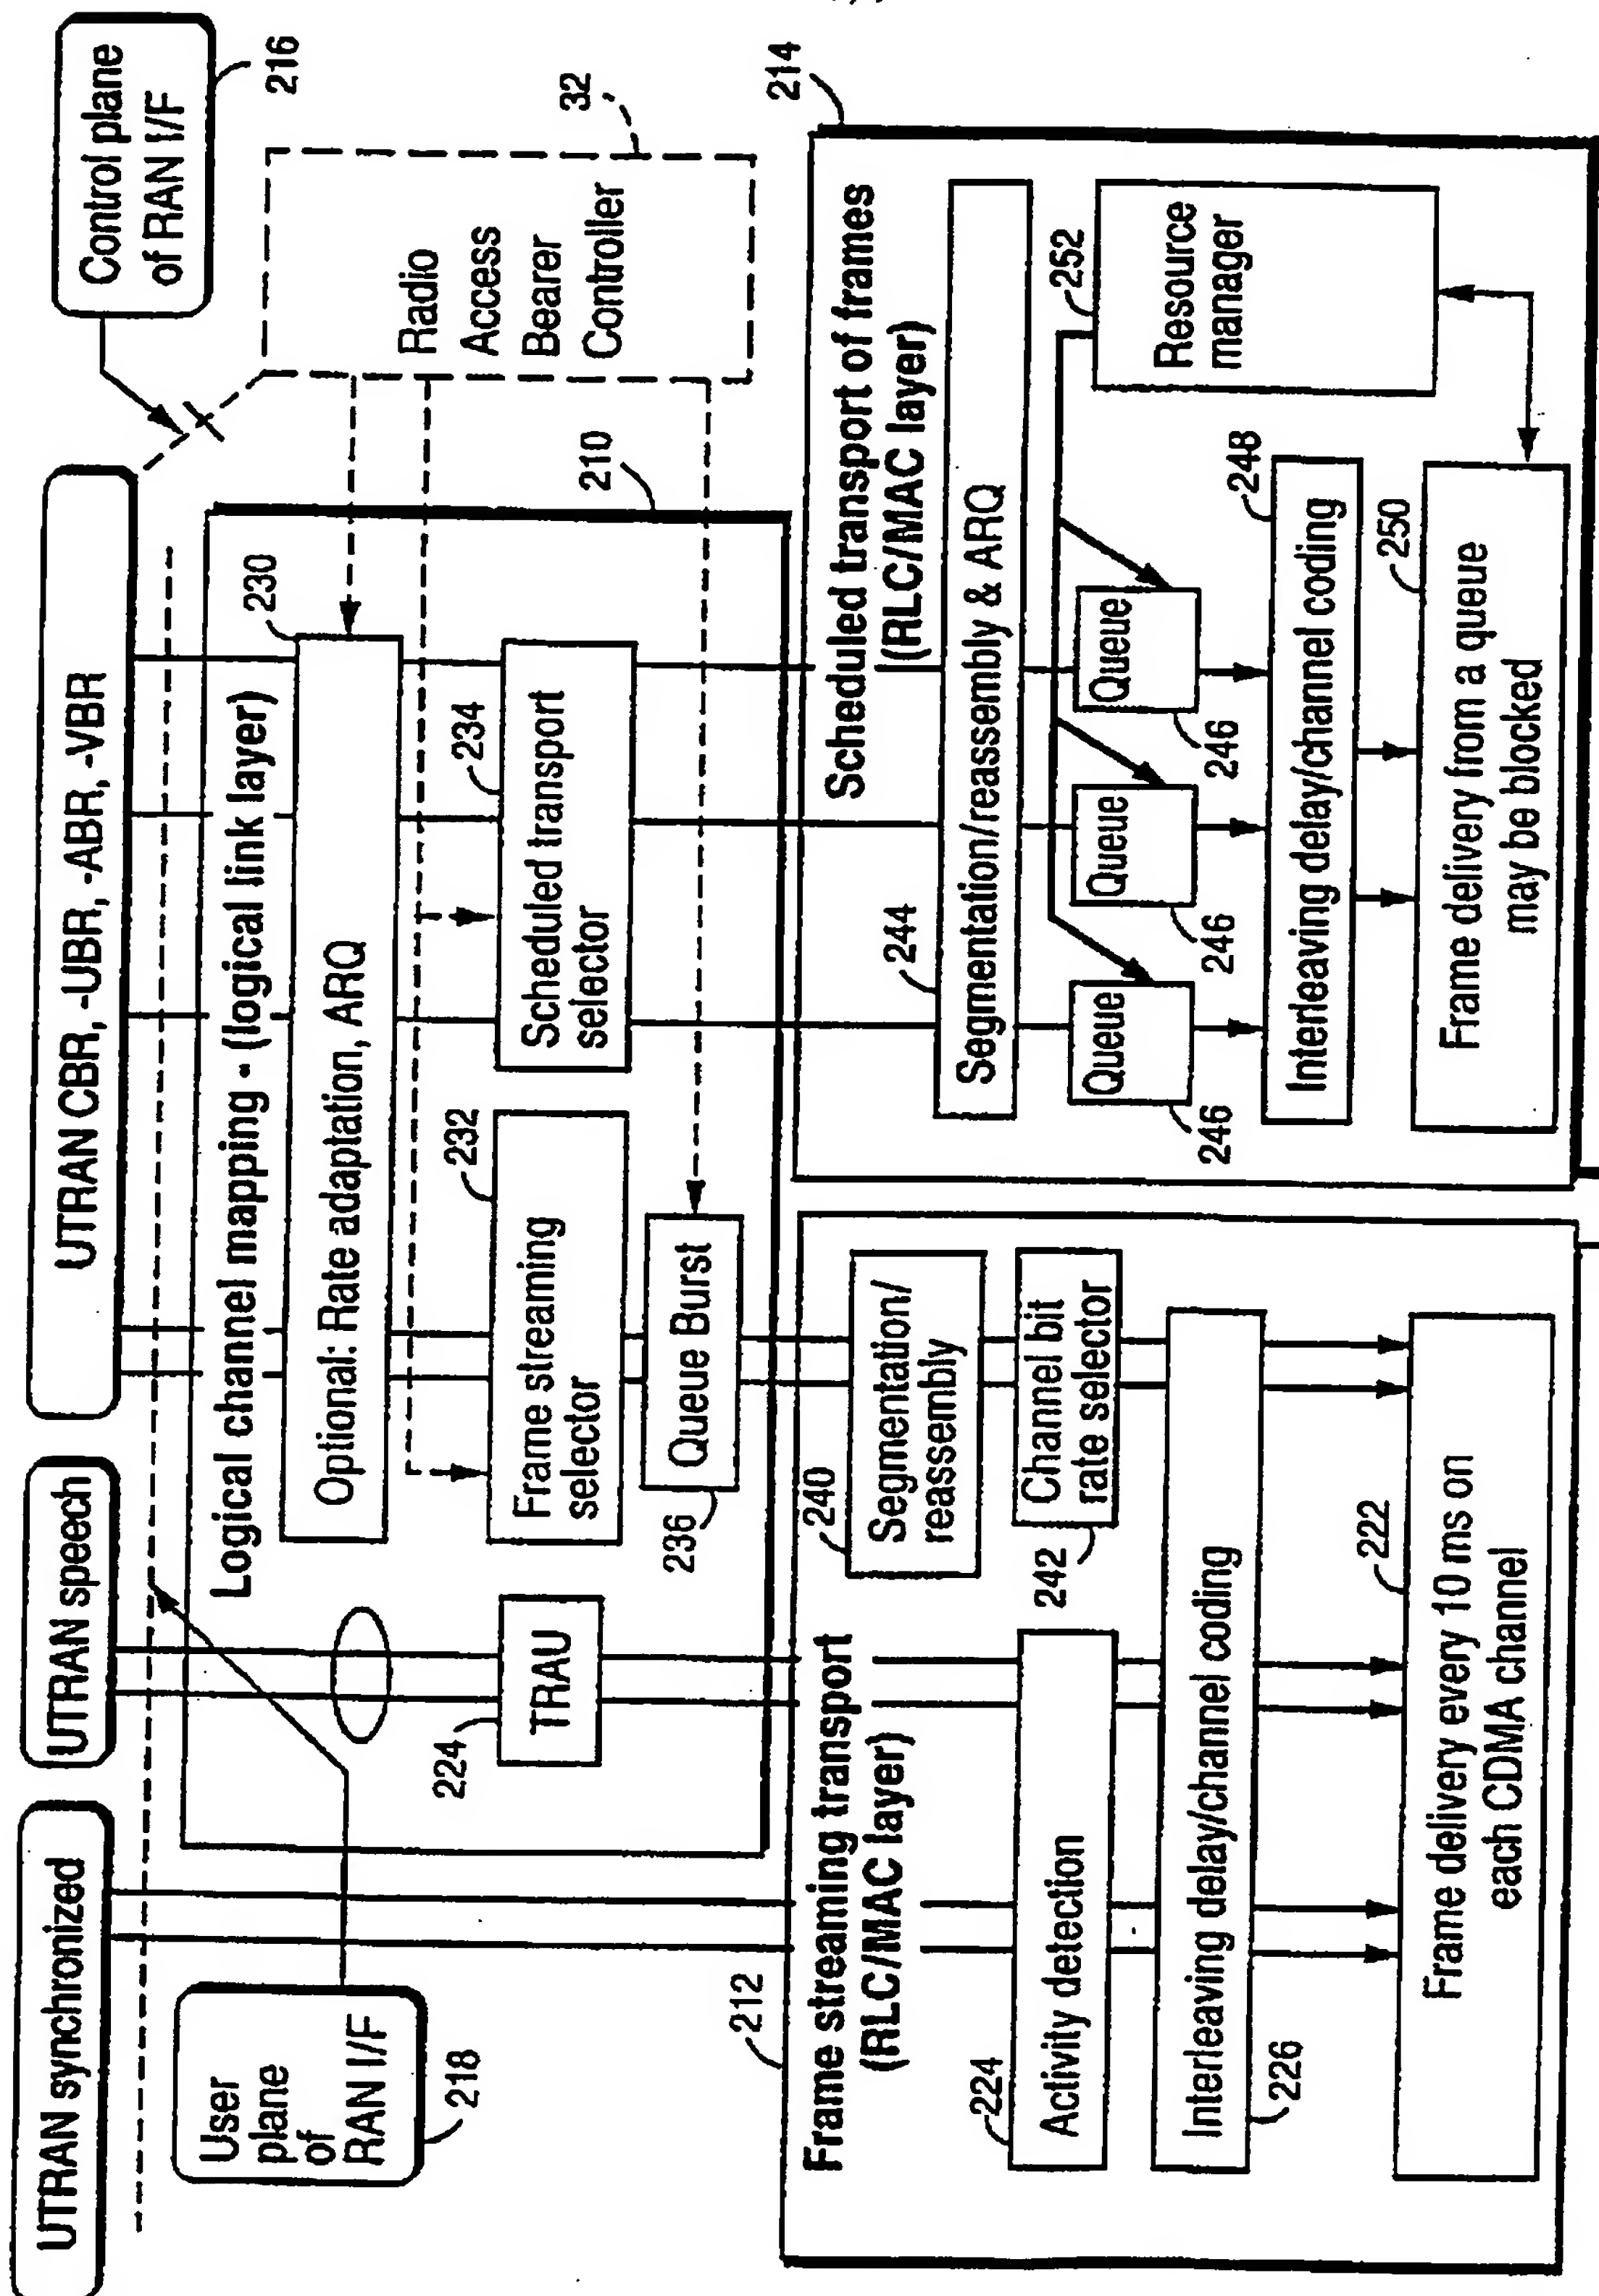 UTRAN synchronized
UTRAN speech
UTRAN CBR, -UBR, -ABR, -VBR
Control plane
of RAN I/F
216
User
plane
of
RAN I/F
218
Logical channel mapping - (logical link layer)
210
Radio
Access
Bearer
Controller
32
230
Optional: Rate adaptation, ARQ
224
TRAU
232
Frame streaming
selector
234
Scheduled transport
selector
236
Queue Burst
212
Frame streaming transport
(RLC/MAC layer)
240
Segmentation/
reassembly
224
Activity detection
242
Channel bit
rate selector
Interleaving delay/channel coding
226
222
Frame delivery every 10 ms on
each CDMA channel
214
Scheduled transport of frames
(RLC/MAC layer)
244
Segmentation/reassembly & ARQ
252
Resource
manager
Queue
246
Queue
246
Queue
246
248
Interleaving delay/channel coding
250
Frame delivery from a queue
may be blocked